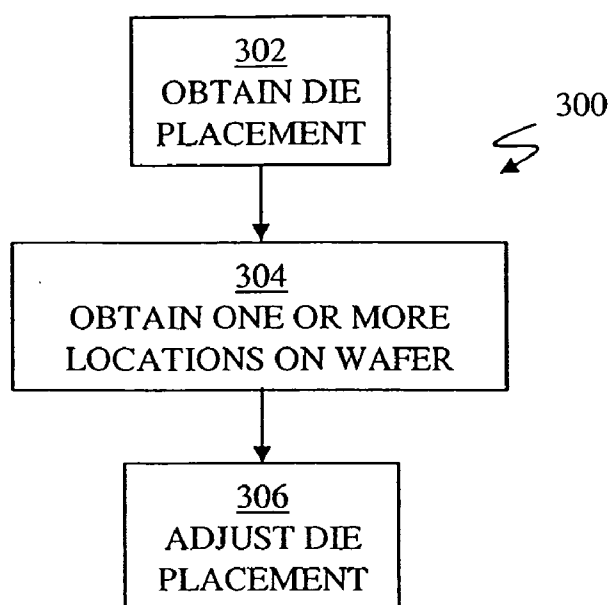 302
OBTAIN DIE
PLACEMENT
300
304
OBTAIN ONE OR MORE
LOCATIONS ON WAFER
306
ADJUST DIE
PLACEMENT